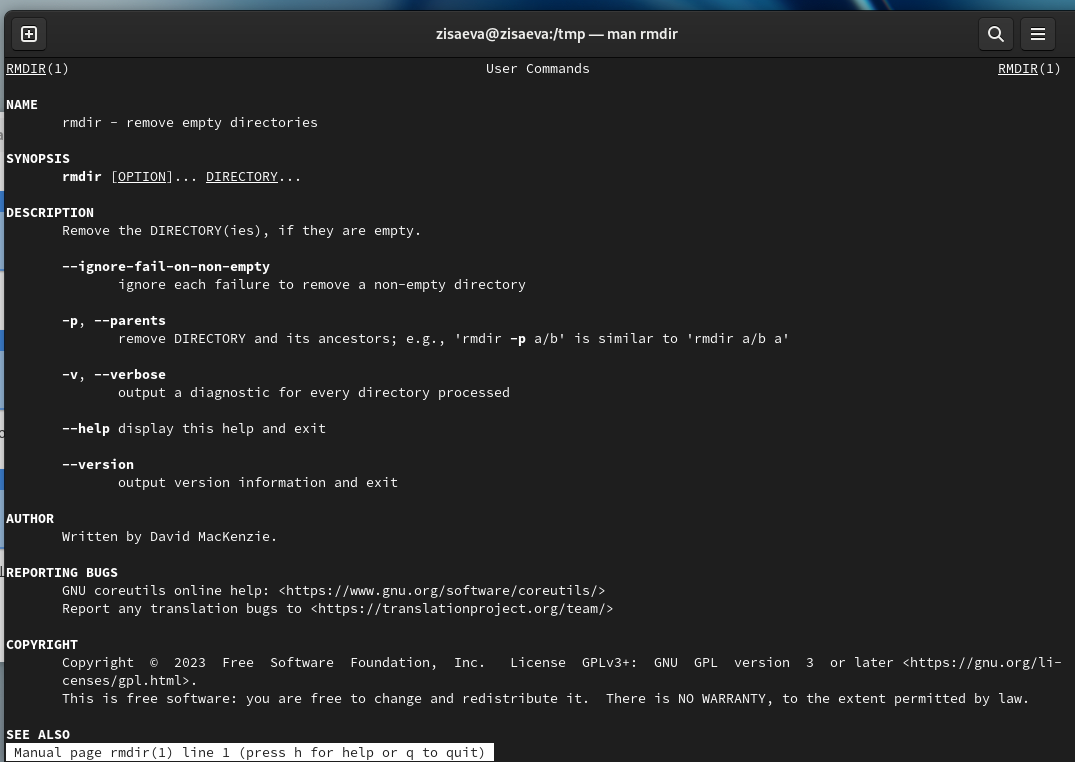 zisaeva@zisaeva:/tmp — man rmdir
RMDIR(1) User Commands RMDIR(1)
NAME
rmdir - remove empty directories
SYNOPSIS
rmdir [OPTION]... DIRECTORY...
DESCRIPTION
Remove the DIRECTORY(ies), if they are empty.
--ignore-fail-on-non-empty
ignore each failure to remove a non-empty directory
-p, --parents
remove DIRECTORY and its ancestors; e.g., 'rmdir -p a/b' is similar to 'rmdir a/b a'
-v, --verbose
output a diagnostic for every directory processed
--help display this help and exit
--version
output version information and exit
AUTHOR
Written by David MacKenzie.
REPORTING BUGS
GNU coreutils online help: <https://www.gnu.org/software/coreutils/>
Report any translation bugs to <https://translationproject.org/team/>
COPYRIGHT
Copyright © 2023 Free Software Foundation, Inc. License GPLv3+: GNU GPL version 3 or later <https://gnu.org/li-
censes/gpl.html>.
This is free software: you are free to change and redistribute it. There is NO WARRANTY, to the extent permitted by law.
SEE ALSO
Manual page rmdir(1) line 1 (press h for help or q to quit)